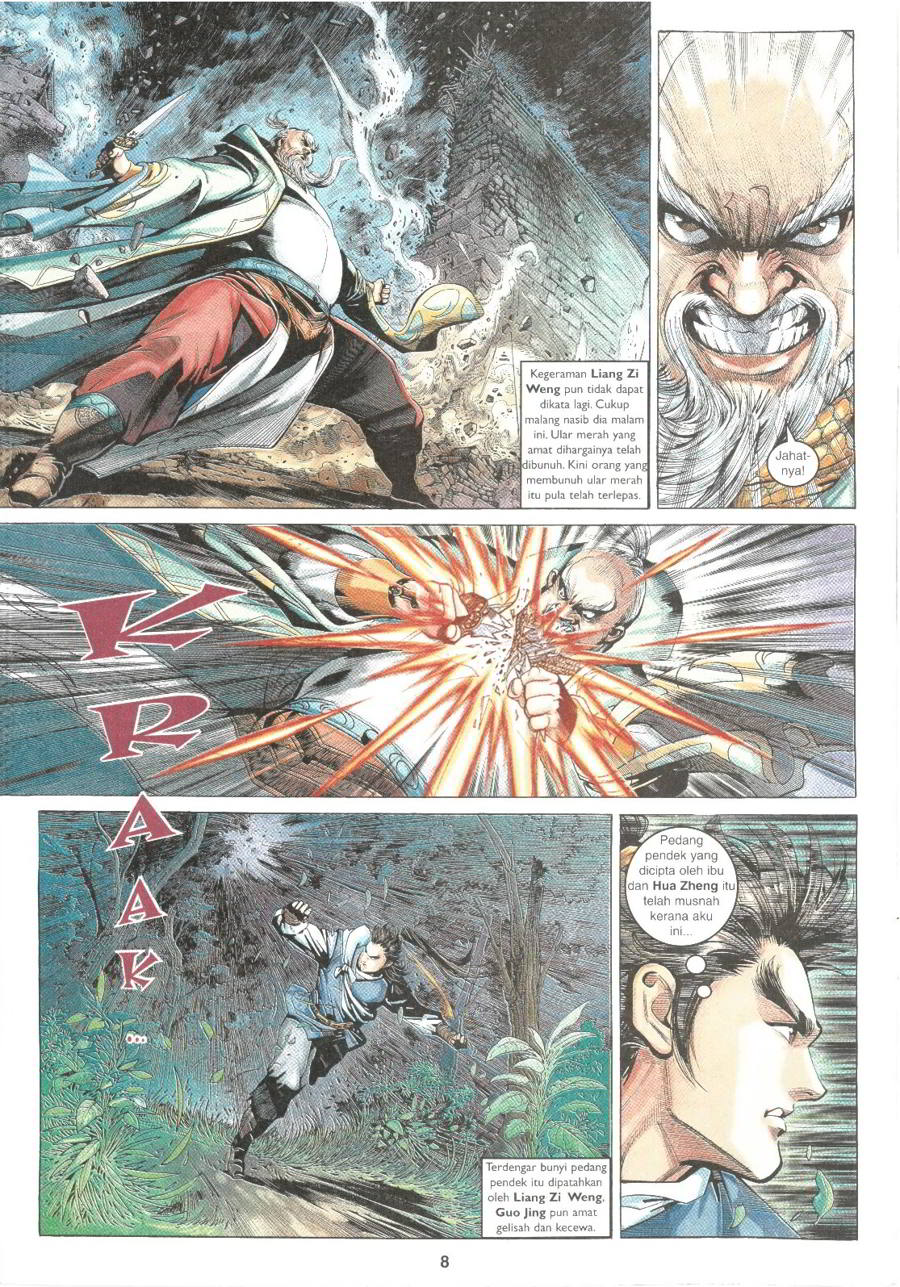 Kegeraman Liang Zi
Weng pun tidak dapat
dikata lagi. Cukup
malang nasib dia malam
ini. Ular merah yang
amat dihargainya telah
dibunuh. Kini orang yang
membunuh ular merah
itu pula telah terlepas.
Jahat-
nya!
KRAAK...
Pedang
pendek yang
dicipta oleh ibu
dan Hua Zheng itu
telah musnah
kerana aku
ini...
Terdengar bunyi pedang
pendek itu dipatahkan
oleh Liang Zi Weng,
Guo Jing pun amat
gelisah dan kecewa.
8